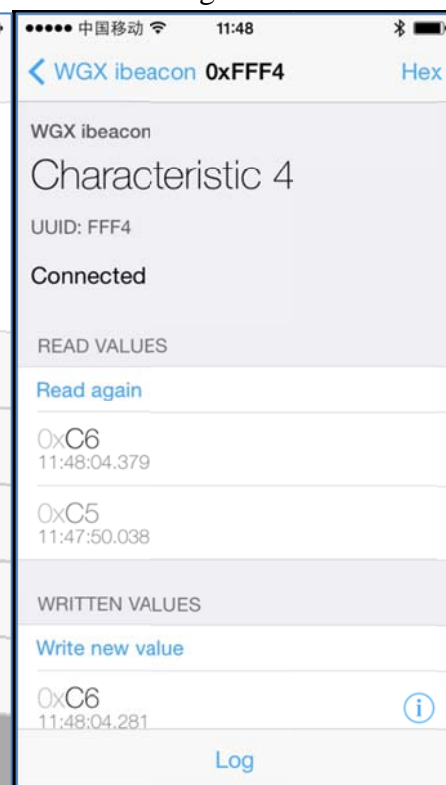 中国移动 11:48
WGX ibeacon 0xFFF4 Hex
WGX ibeacon
Characteristic 4
UUID: FFF4
Connected
READ VALUES
Read again
0xC6
11:48:04.379
0xC5
11:47:50.038
WRITTEN VALUES
Write new value
0xC6
11:48:04.281
Log